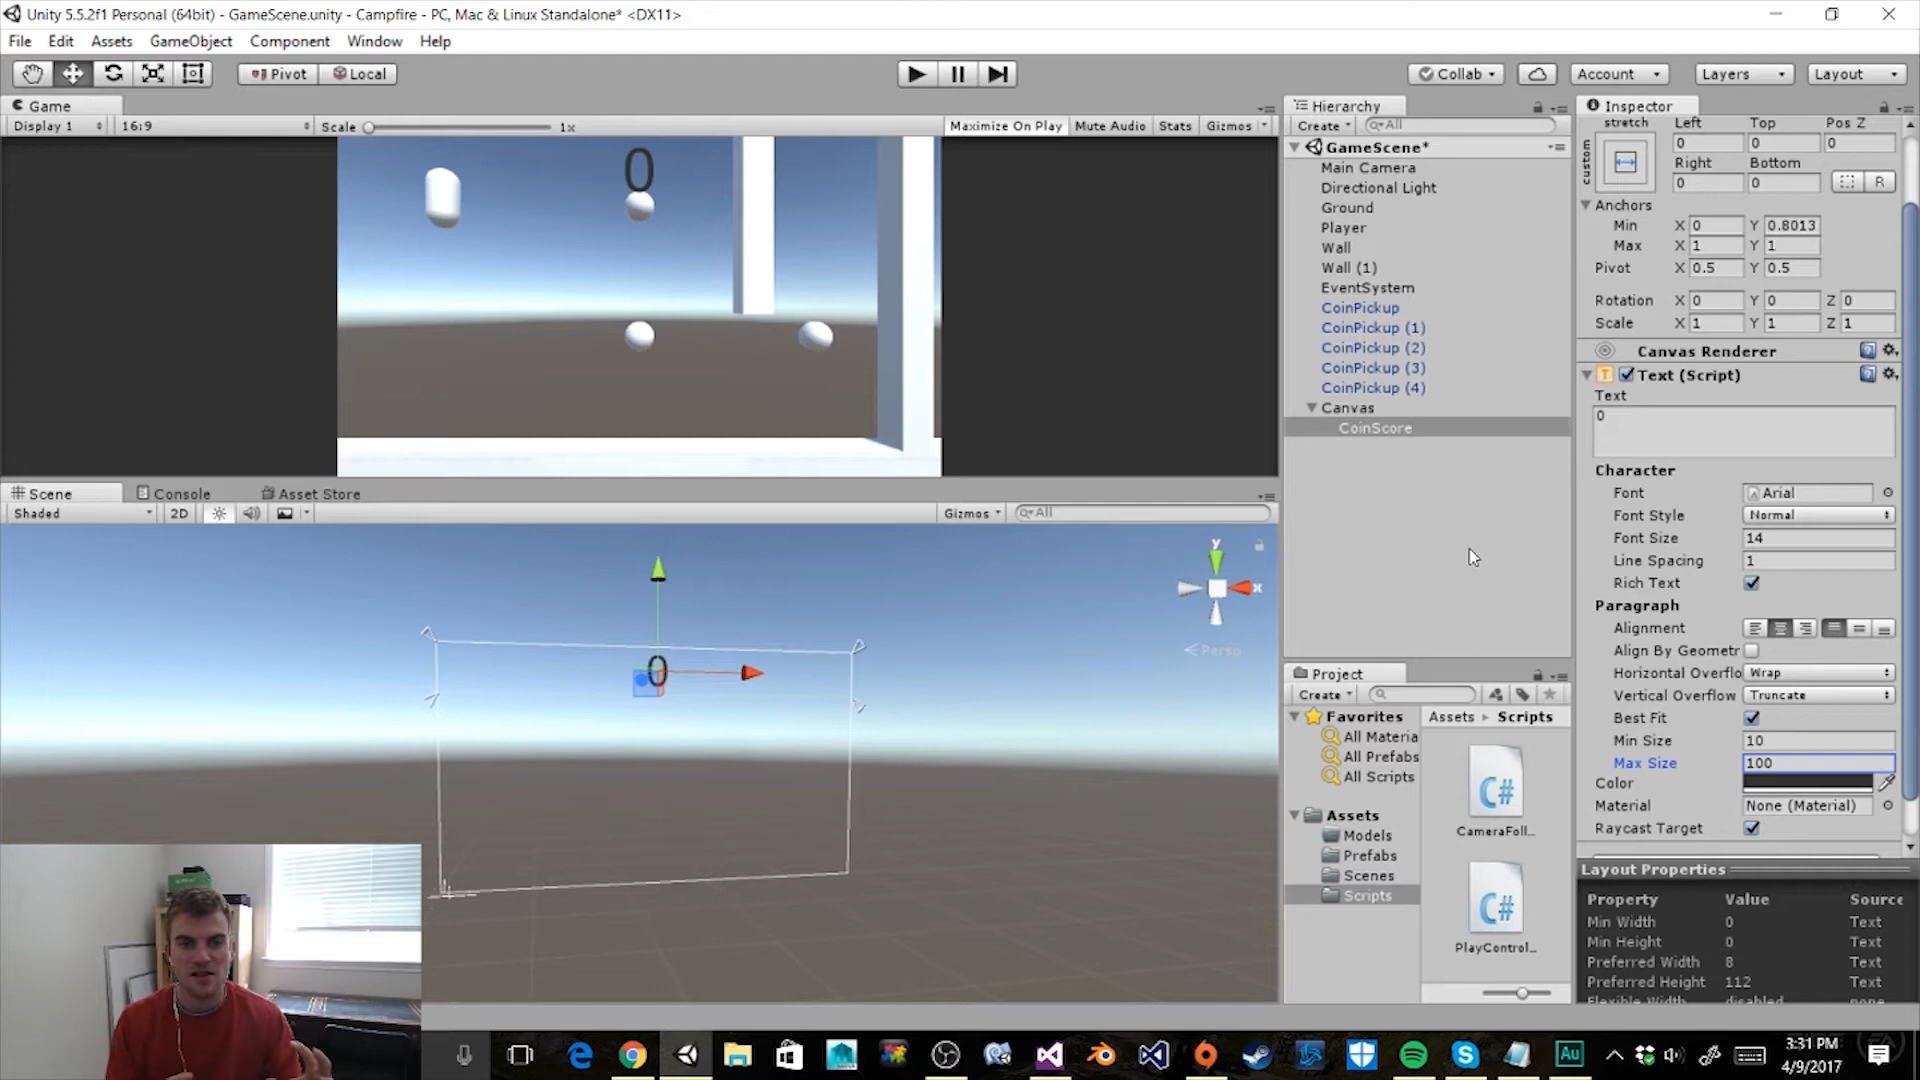 Unity 5.5.2f1 Personal (64bit) - GameScene.unity - Campfire - PC, Mac & Linux Standalone* <DX11>
File Edit Assets GameObject Component Window Help
Pivot Local Collab Account Layers Layout
Game
Display 1 16:9 Scale 1x Maximize On Play Mute Audio Stats Gizmos
0
Scene Console Asset Store
Shaded 2D Gizmos All
y
x
Persp
0
Hierarchy
Create All
GameScene*
Main Camera
Directional Light
Ground
Player
Wall
Wall (1)
EventSystem
CoinPickup
CoinPickup (1)
CoinPickup (2)
CoinPickup (3)
CoinPickup (4)
Canvas
CoinScore
Project
Create
Favorites
All Materia
All Prefabs
All Scripts
Assets
Models
Prefabs
Scenes
Scripts
Assets Scripts
C#
CameraFoll...
C#
PlayControl...
Inspector
stretch Left Top Pos Z
custom 0 0 0
Right Bottom
0 0 R
Anchors
Min X 0 Y 0.8013
Max X 1 Y 1
Pivot X 0.5 Y 0.5
Rotation X 0 Y 0 Z 0
Scale X 1 Y 1 Z 1
Canvas Renderer
Text (Script)
Text
0
Character
Font Arial
Font Style Normal
Font Size 14
Line Spacing 1
Rich Text
Paragraph
Alignment
Align By Geometr
Horizontal Overflo Wrap
Vertical Overflow Truncate
Best Fit
Min Size 10
Max Size 100
Color
Material None (Material)
Raycast Target
Layout Properties
Property Value Source
Min Width 0 Text
Min Height 0 Text
Preferred Width 8 Text
Preferred Height 112 Text
Flexible Width disabled none
Au
3:31 PM
4/9/2017